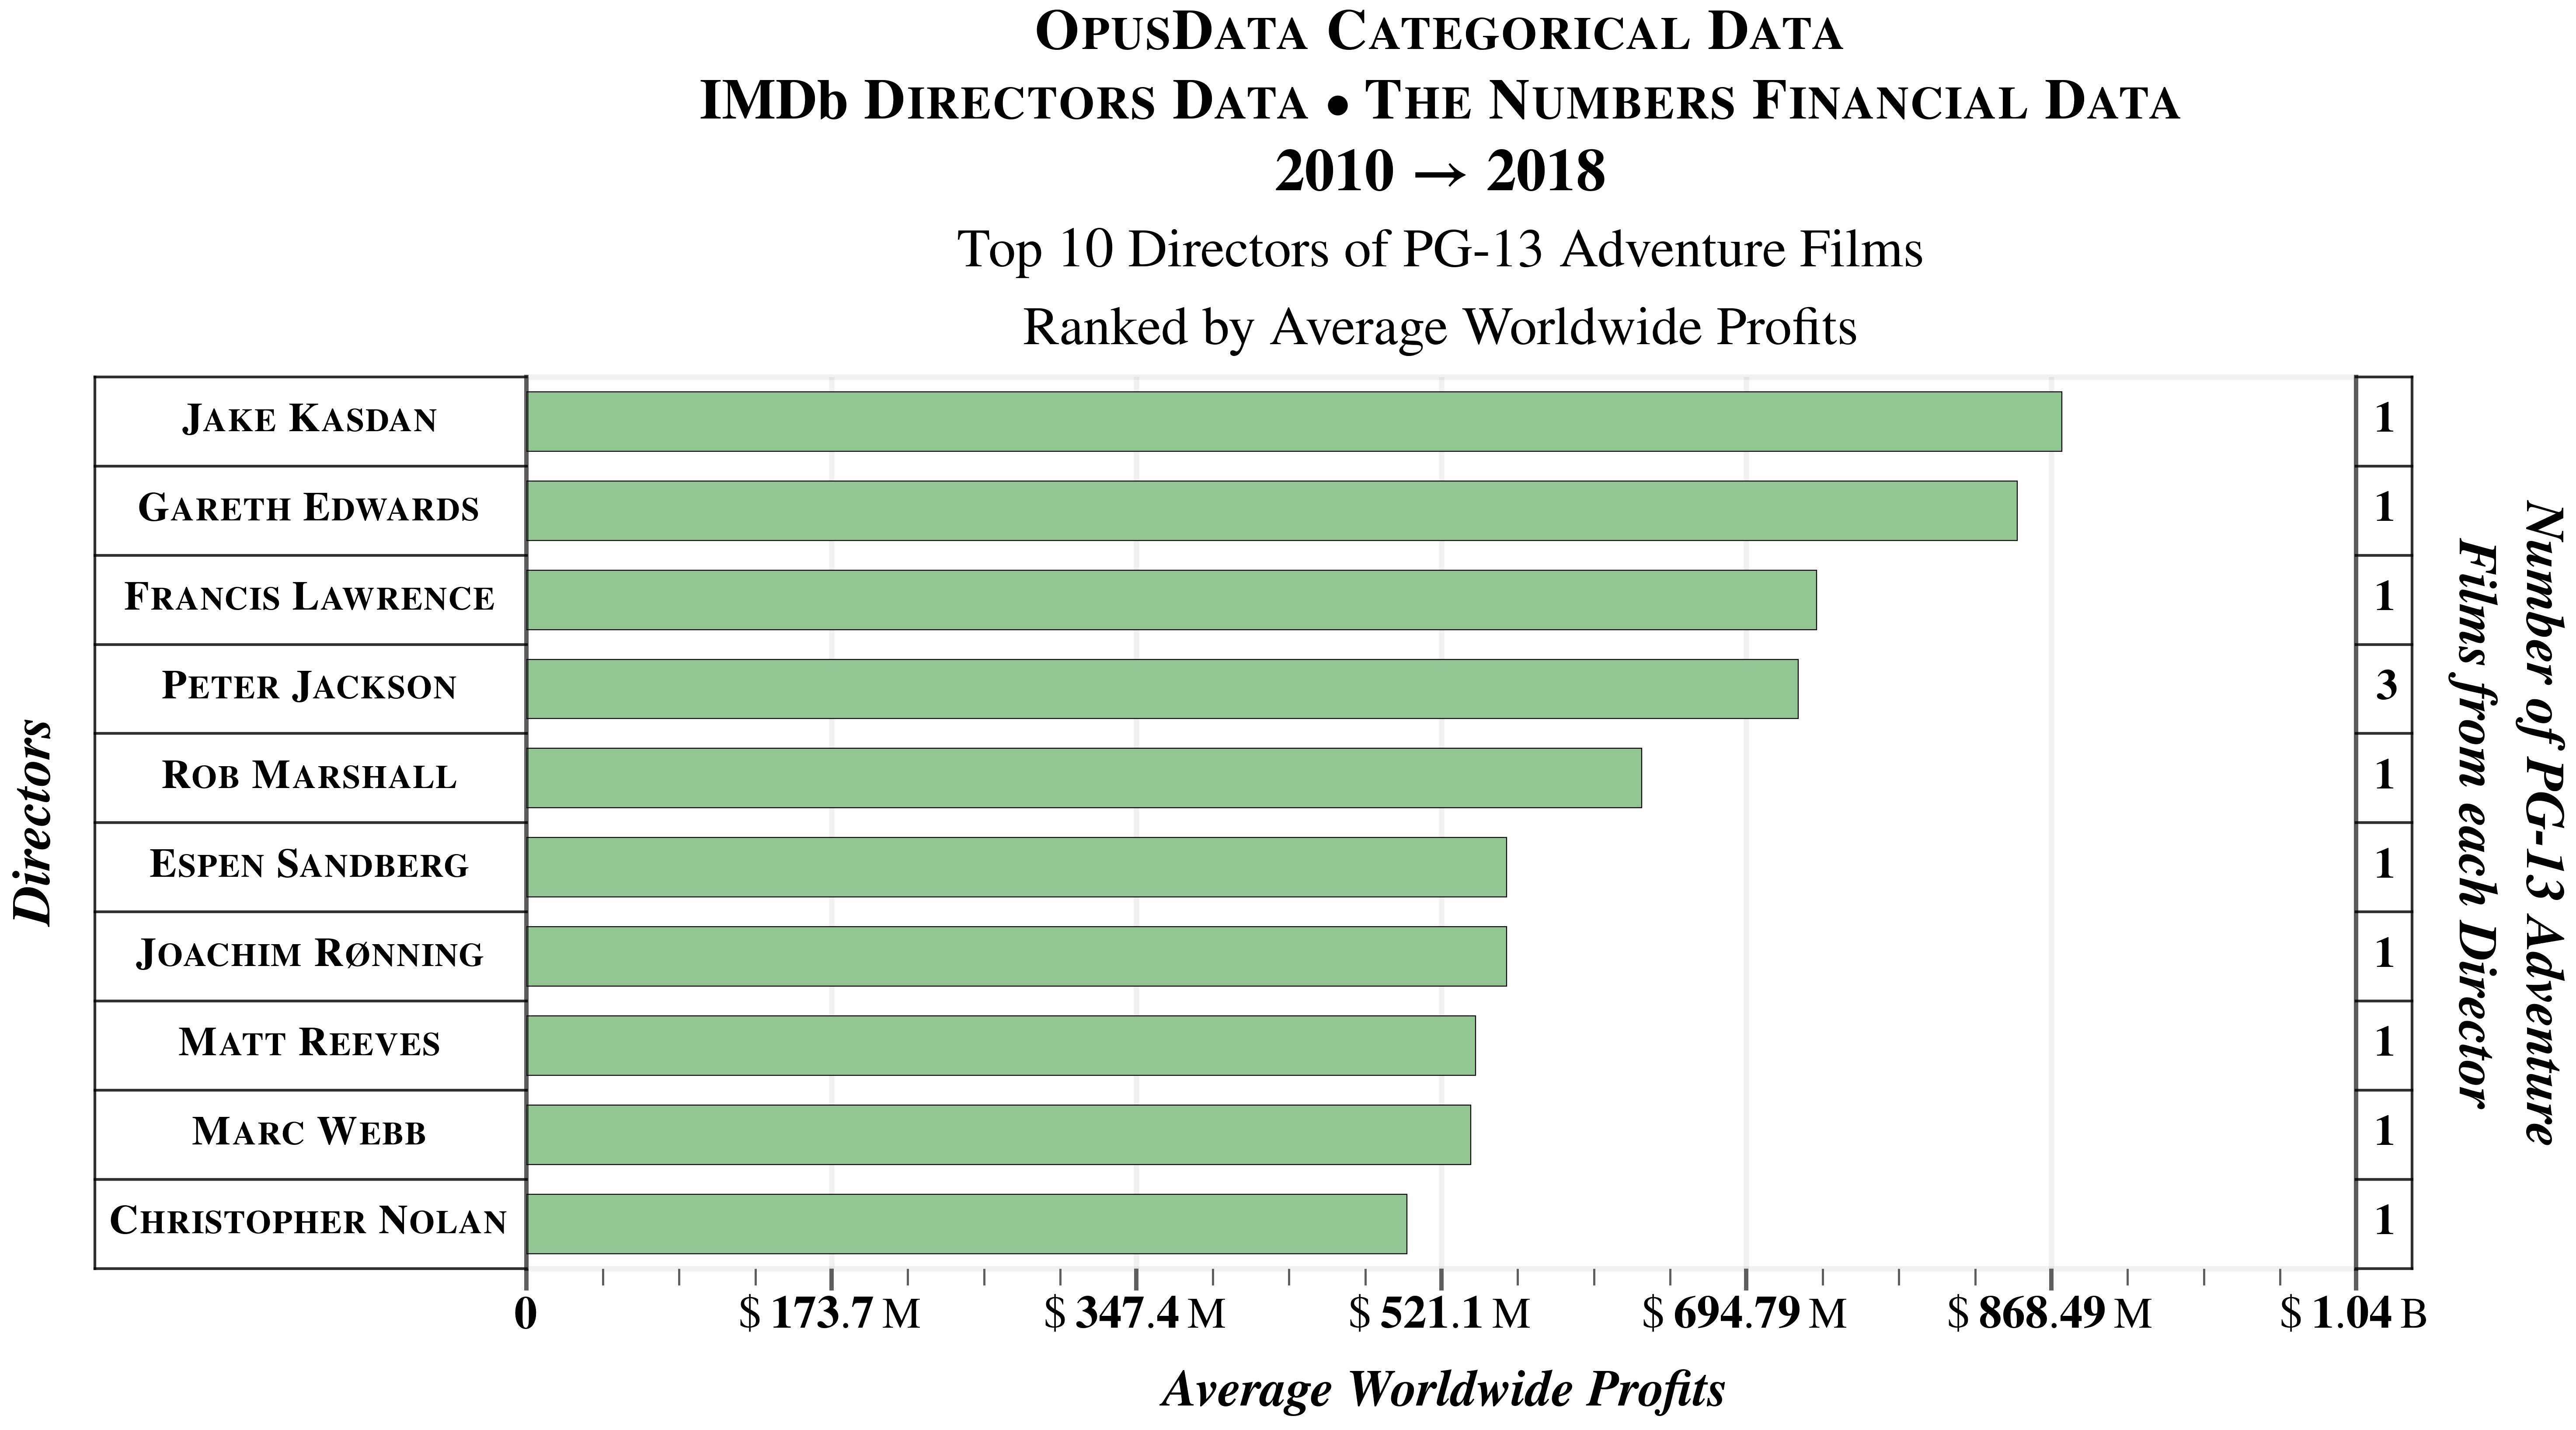 OPUSDATA CATEGORICAL DATA
IMDb DIRECTORS DATA • THE NUMBERS FINANCIAL DATA
2010 → 2018
Top 10 Directors of PG-13 Adventure Films
Ranked by Average Worldwide Profits
Directors
JAKE KASDAN 1
GARETH EDWARDS 1
FRANCIS LAWRENCE 1
PETER JACKSON 3
ROB MARSHALL 1
ESPEN SANDBERG 1
JOACHIM RØNNING 1
MATT REEVES 1
MARC WEBB 1
CHRISTOPHER NOLAN 1
Number of PG-13 Adventure
Films from each Director
0 $ 173.7 M $ 347.4 M $ 521.1 M $ 694.79 M $ 868.49 M $ 1.04 B
Average Worldwide Profits